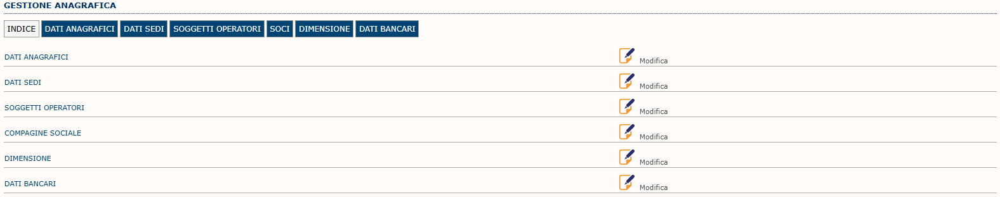 GESTIONE ANAGRAFICA
INDICE DATI ANAGRAFICI DATI SEDI SOGGETTI OPERATORI SOCI DIMENSIONE DATI BANCARI
DATI ANAGRAFICI Modifica
DATI SEDI Modifica
SOGGETTI OPERATORI Modifica
COMPAGINE SOCIALE Modifica
DIMENSIONE Modifica
DATI BANCARI Modifica